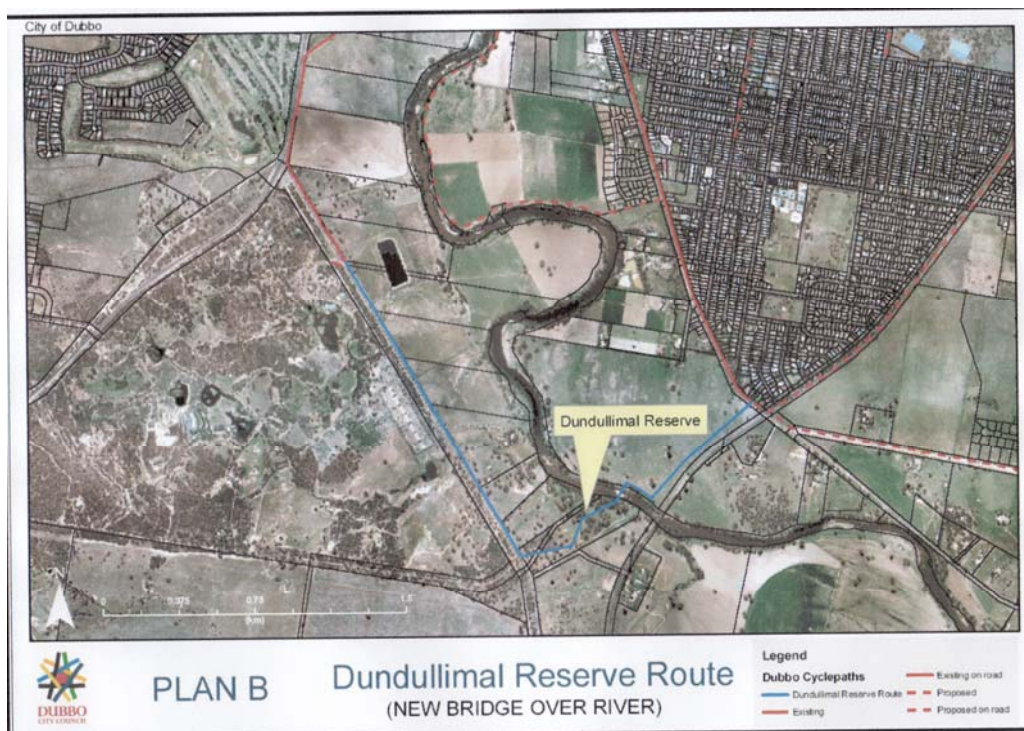 City of Dubbo
Dundullimal Reserve
0 0.375 0.75 1.5
(km)
DUBBO
CITY COUNCIL
PLAN B
Dundullimal Reserve Route
(NEW BRIDGE OVER RIVER)
Legend
Dubbo Cyclepaths
Dundullimal Reserve Route
Existing
Existing on road
Proposed
Proposed on road